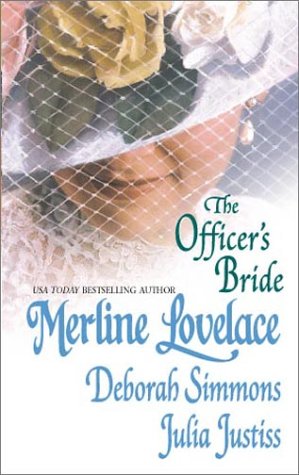 The
Officer's
Bride
USA TODAY BESTSELLING AUTHOR
Merline Lovelace
Deborah Simmons
Julia Justiss